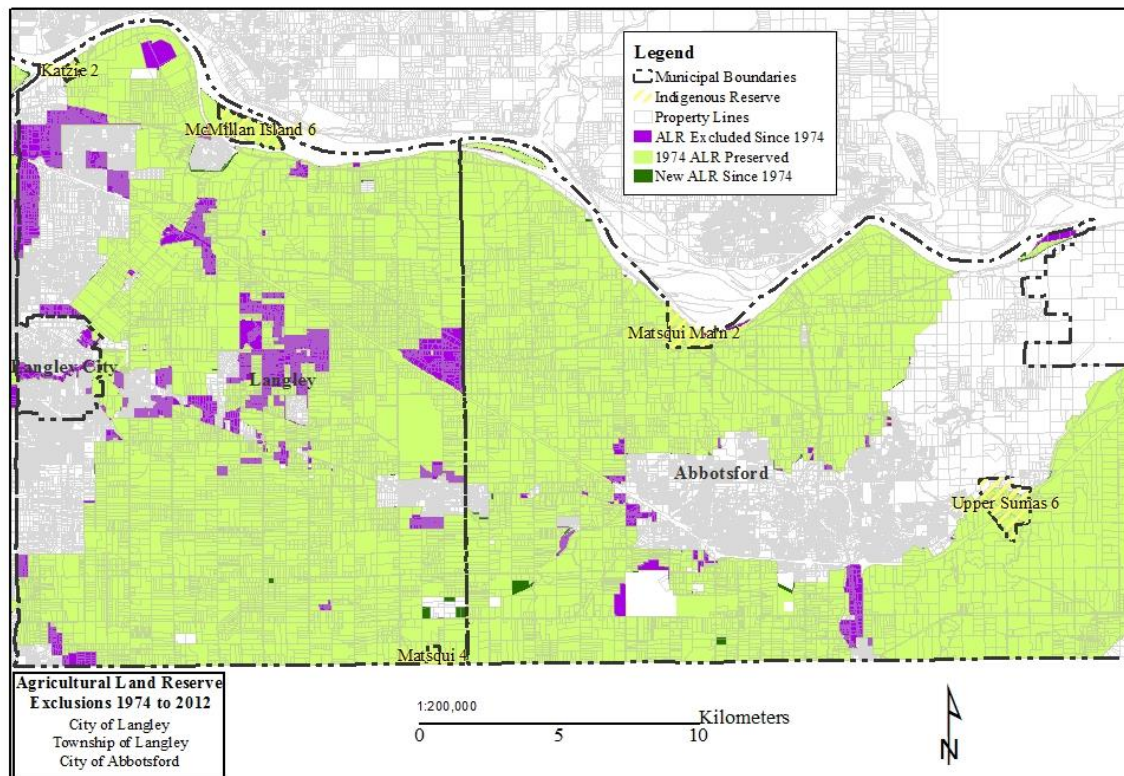 Katzie 2
McMillan Island 6
Legend
Municipal Boundaries
Indigenous Reserve
Property Lines
ALR Excluded Since 1974
1974 ALR Preserved
New ALR Since 1974
Matsqui Main 2
Langley City
Langley
Abbotsford
Upper Sumas 6
Matsqui 4
Agricultural Land Reserve
Exclusions 1974 to 2012
City of Langley
Township of Langley
City of Abbotsford
1:200,000
Kilometers
0 5 10
N